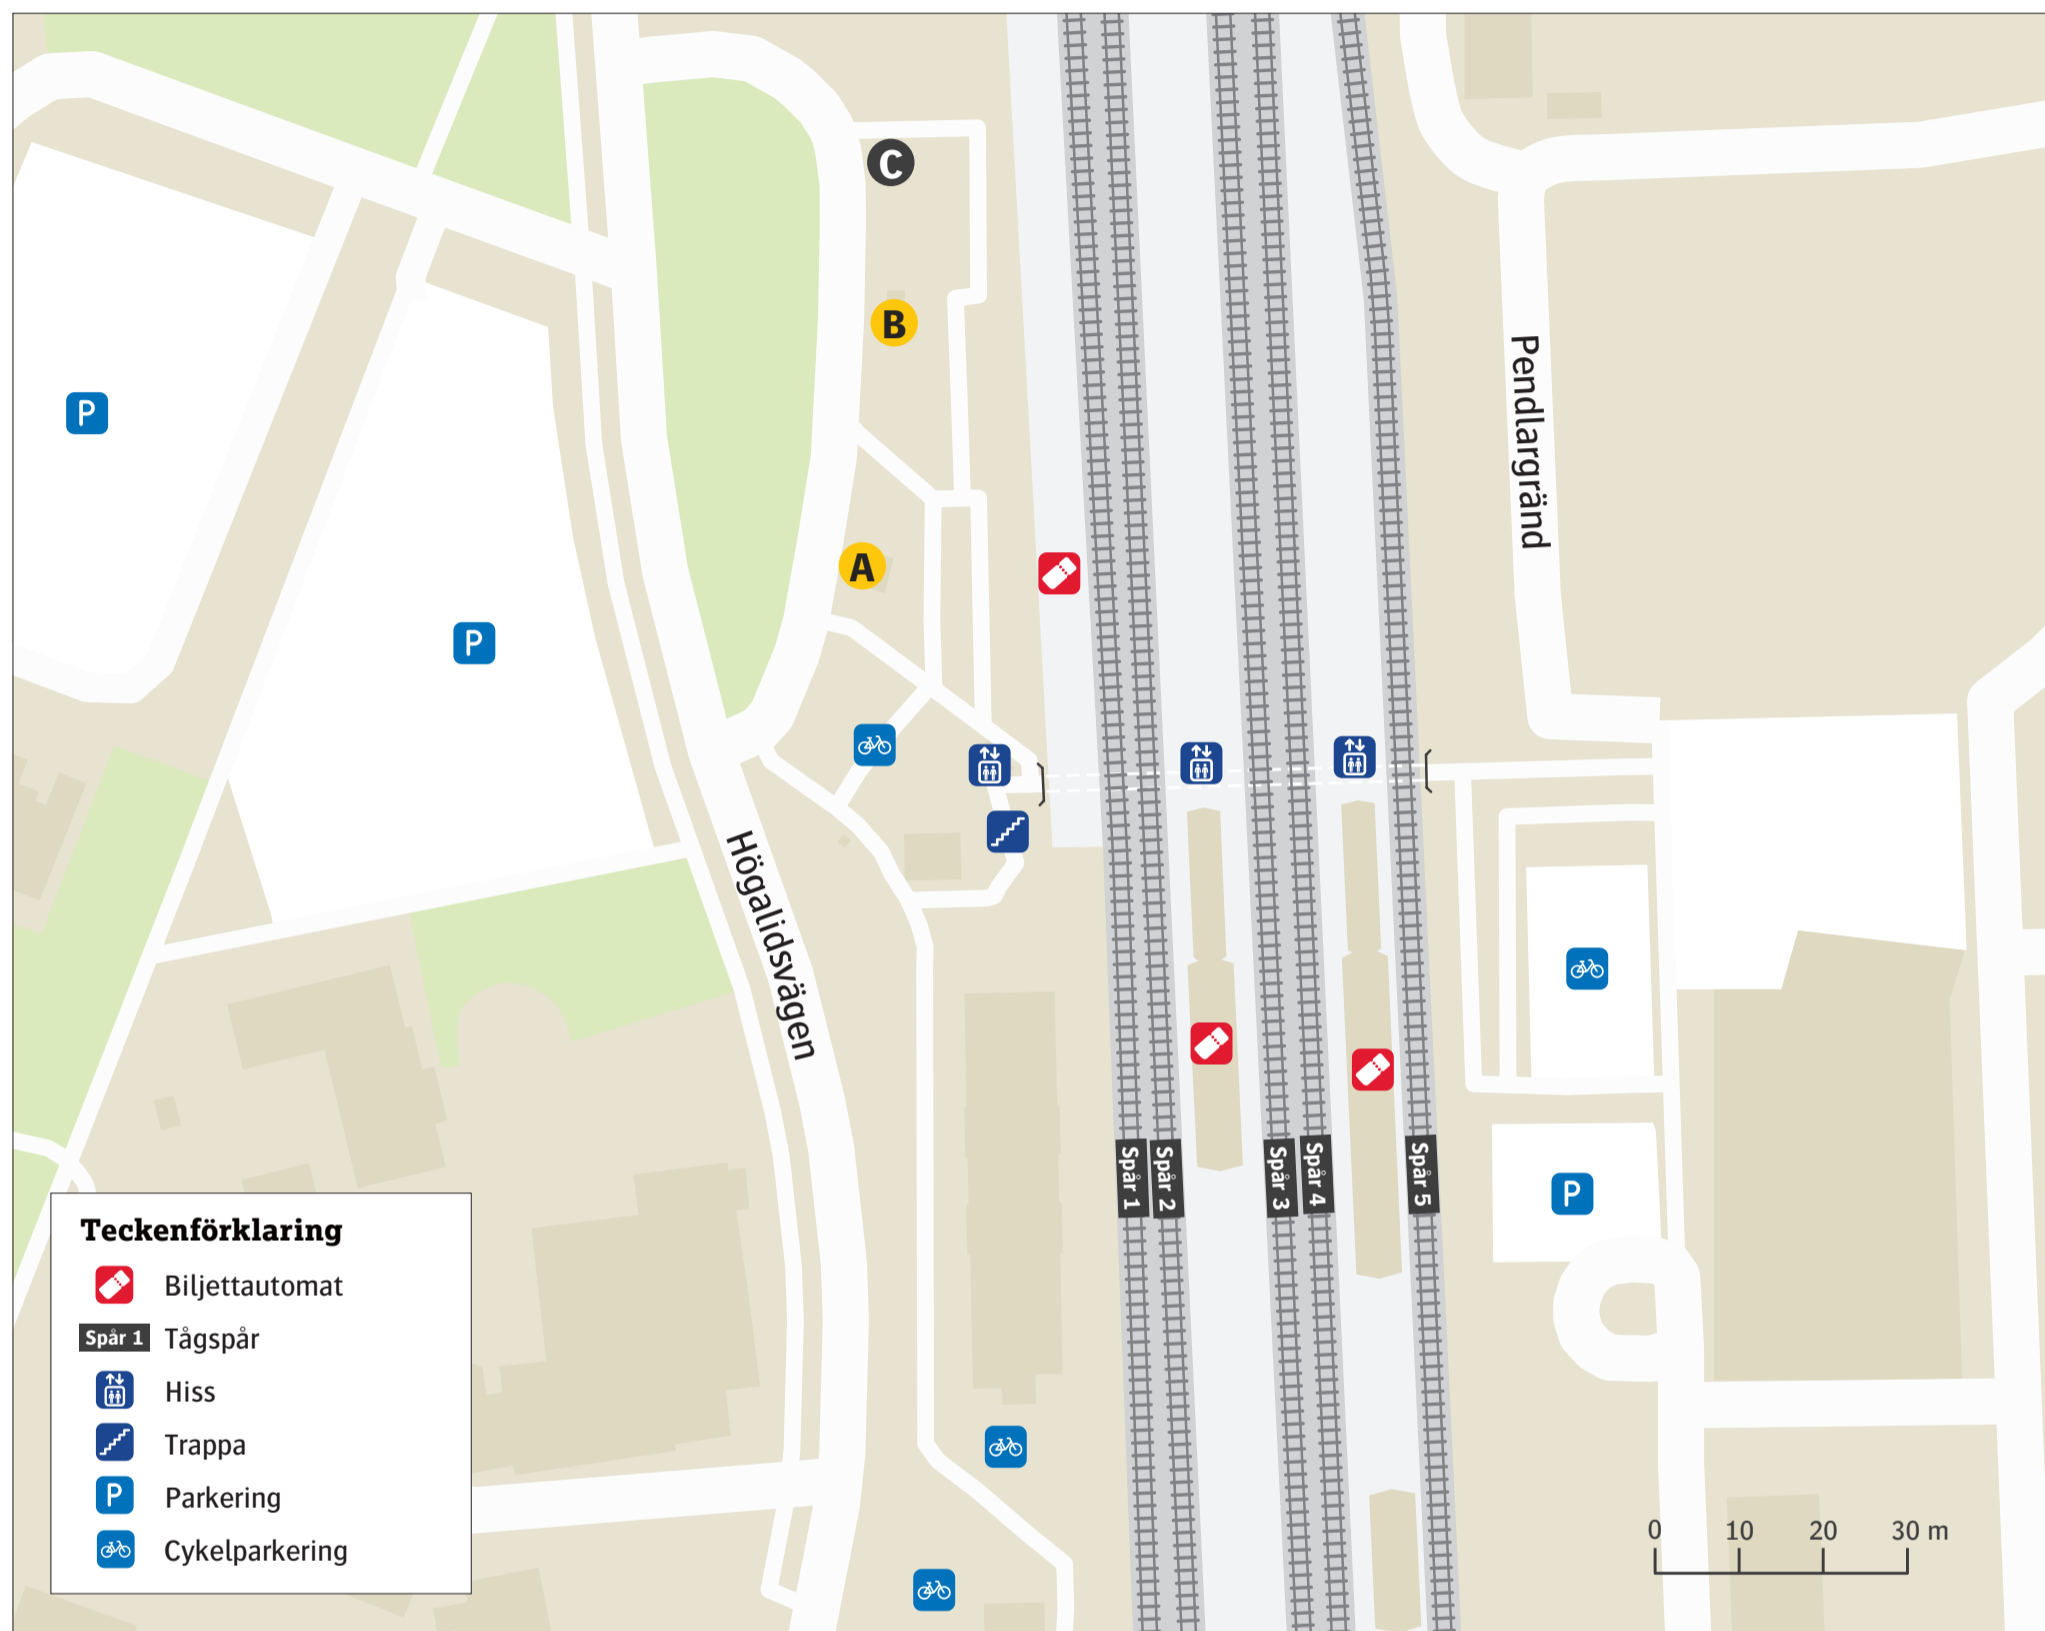 C
B
A
P
P
Pendlargränd
Högalidsvägen
Spår 1
Spår 2
Spår 3
Spår 4
Spår 5
P
Teckenförklaring
Biljettautomat
Spår 1 Tågspår
Hiss
Trappa
P Parkering
Cykelparkering
0 10 20 30 m